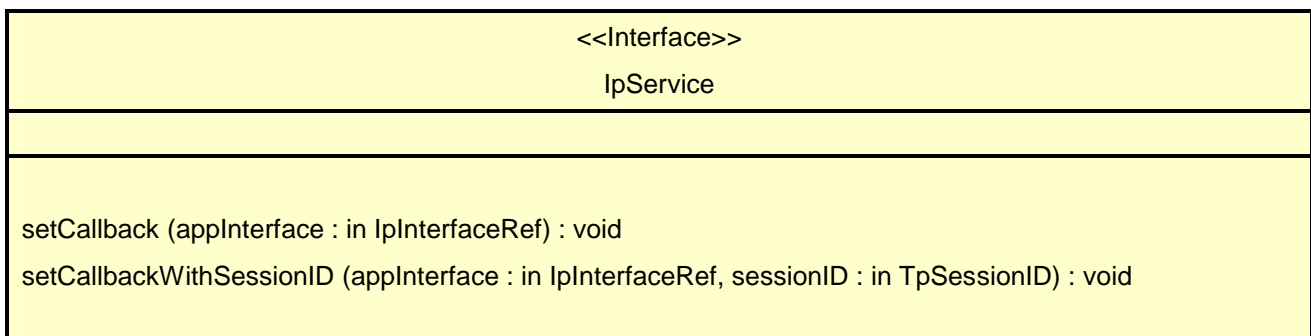 <<Interface>>
IpService
setCallback (appInterface : in IpInterfaceRef) : void
setCallbackWithSessionID (appInterface : in IpInterfaceRef, sessionID : in TpSessionID) : void